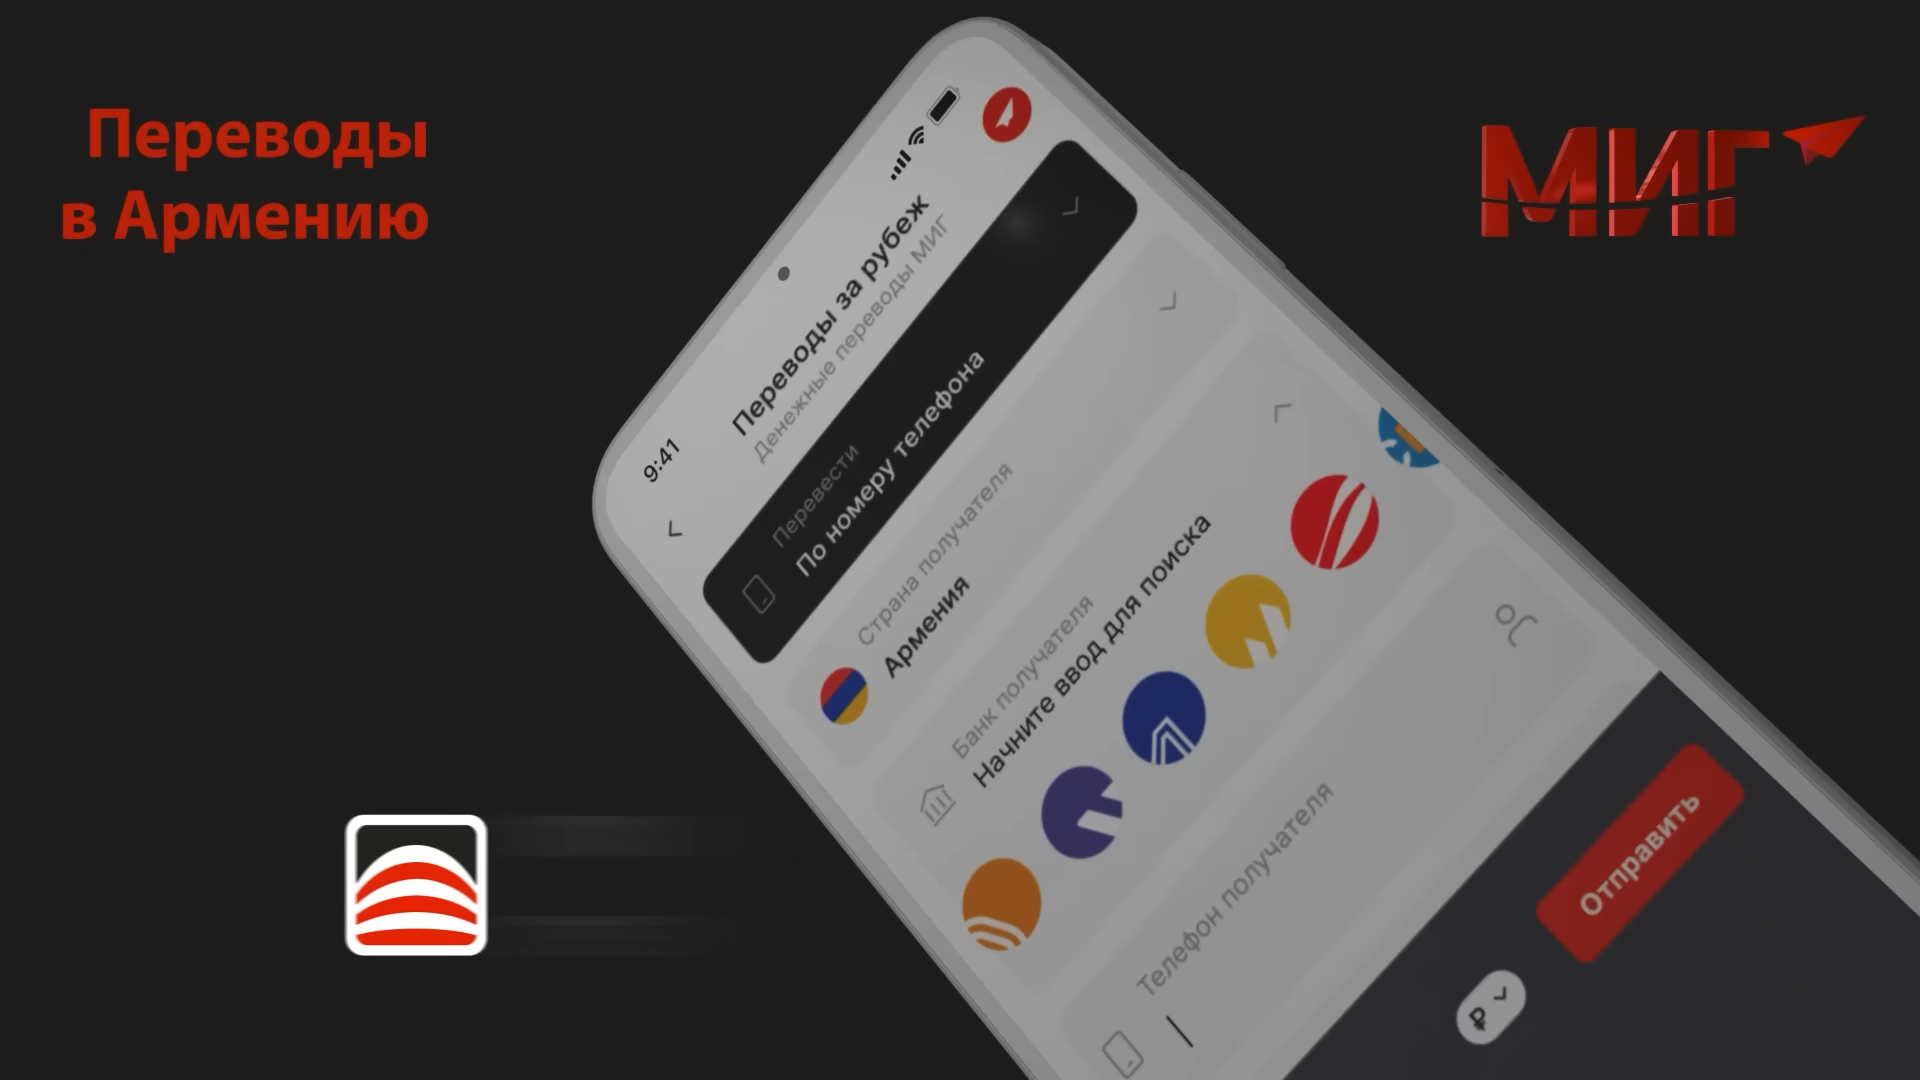 Переводы
в Армению
МИГ
9:41
Переводы за рубеж
Денежные переводы МИГ
Перевести
По номеру телефона
Страна получателя
Армения
Банк получателя
Начните ввод для поиска
Телефон получателя
₽
Отправить